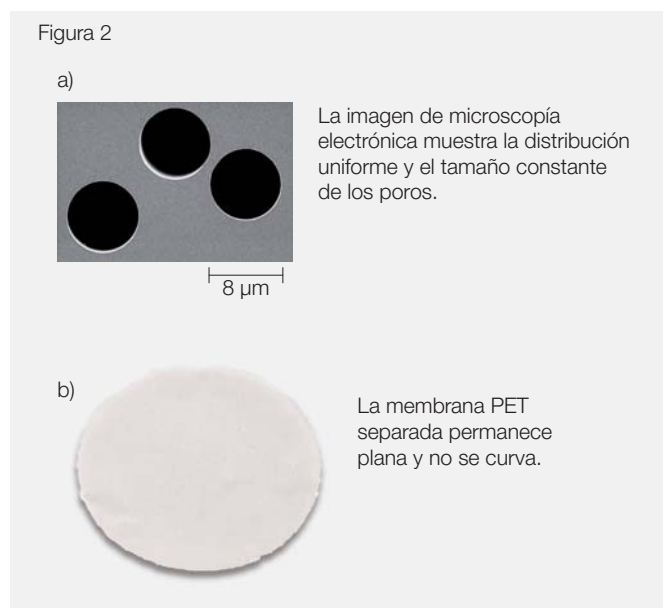 Figura 2
a)
La imagen de microscopía
electrónica muestra la distribución
uniforme y el tamaño constante
de los poros.
8 µm
b)
La membrana PET
separada permanece
plana y no se curva.